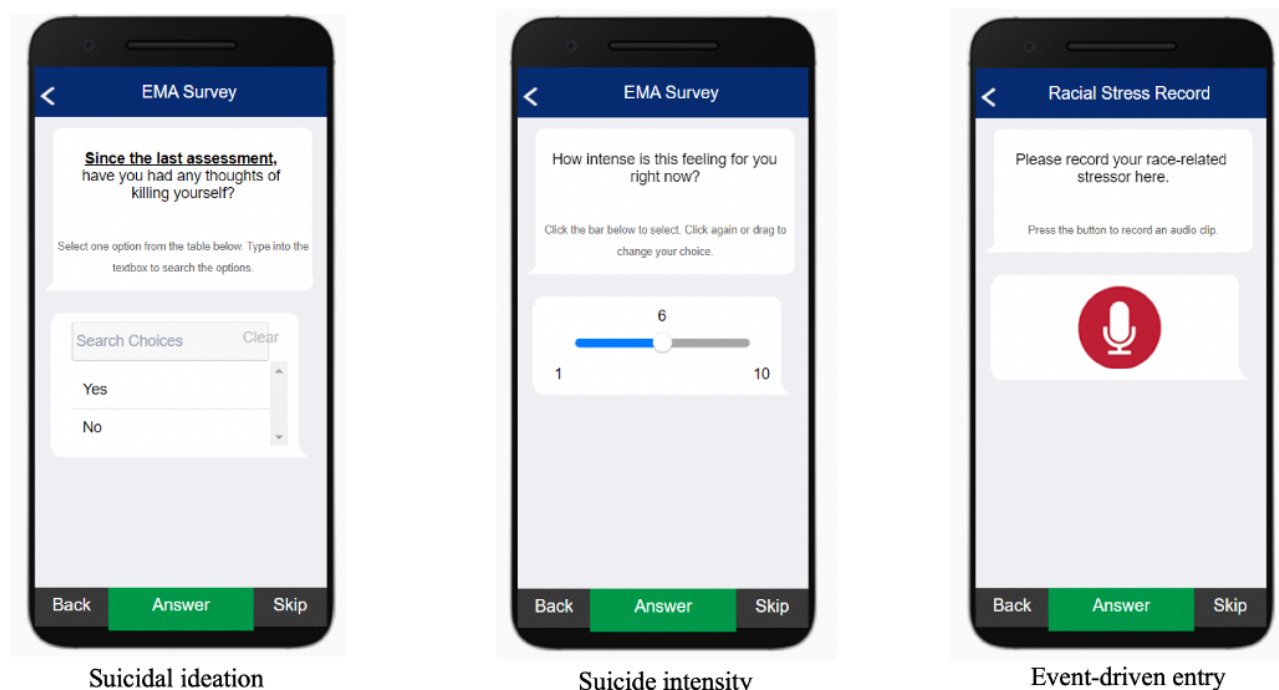 EMA Survey
Since the last assessment,
have you had any thoughts of
killing yourself?
Select one option from the table below. Type into the
textbox to search the options.
Search Choices Clear
Yes
No
Back Answer Skip
Suicidal ideation
EMA Survey
How intense is this feeling for you
right now?
Click the bar below to select. Click again or drag to
change your choice.
6
1 10
Back Answer Skip
Suicide intensity
Racial Stress Record
Please record your race-related
stressor here.
Press the button to record an audio clip.
Back Answer Skip
Event-driven entry